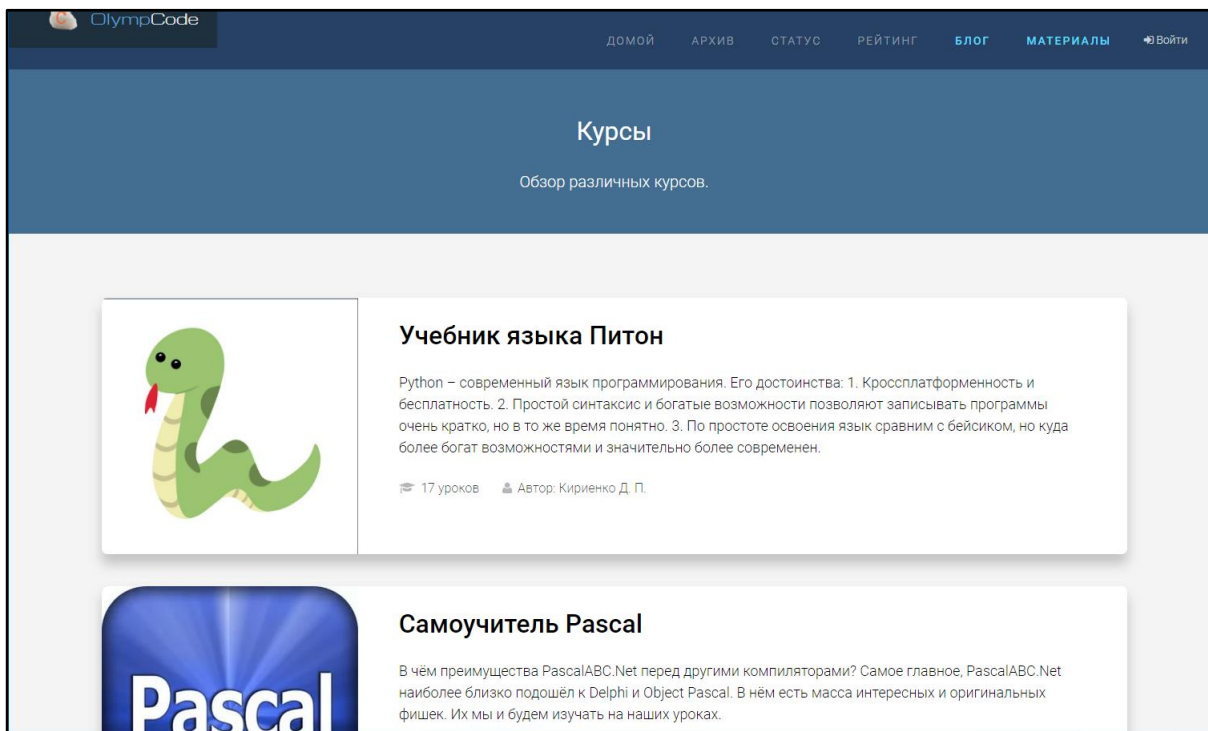 OlympCode
ДОМОЙ АРХИВ СТАТУС РЕЙТИНГ БЛОГ МАТЕРИАЛЫ Войти
Курсы
Обзор различных курсов.
Учебник языка Питон
Python – современный язык программирования. Его достоинства: 1. Кроссплатформенность и
бесплатность. 2. Простой синтаксис и богатые возможности позволяют записывать программы
очень кратко, но в то же время понятно. 3. По простоте освоения язык сравним с бейсиком, но куда
более богат возможностями и значительно более современен.
17 уроков Автор: Кириенко Д. П.
Pascal
Самоучитель Pascal
В чём преимущества PascalABC.Net перед другими компиляторами? Самое главное, PascalABC.Net
наиболее близко подошёл к Delphi и Object Pascal. В нём есть масса интересных и оригинальных
фишек. Их мы и будем изучать на наших уроках.